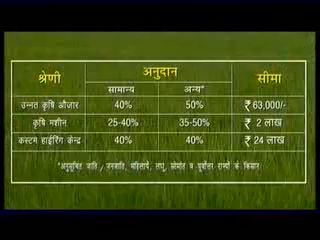 श्रेणी अनुदान सीमा
सामान्य अन्य*
उन्नत कृषि औजार 40% 50% ₹ 63,000/-
कृषि मशीन 25-40% 35-50% ₹ 2 लाख
कस्टम हाईरिंग केन्द्र 40% 40% ₹ 24 लाख
*अनुसुचित जाति / जनजाति, महिलायें, लघु, सीमांत व पूर्वोत्तर राज्यों के किसान